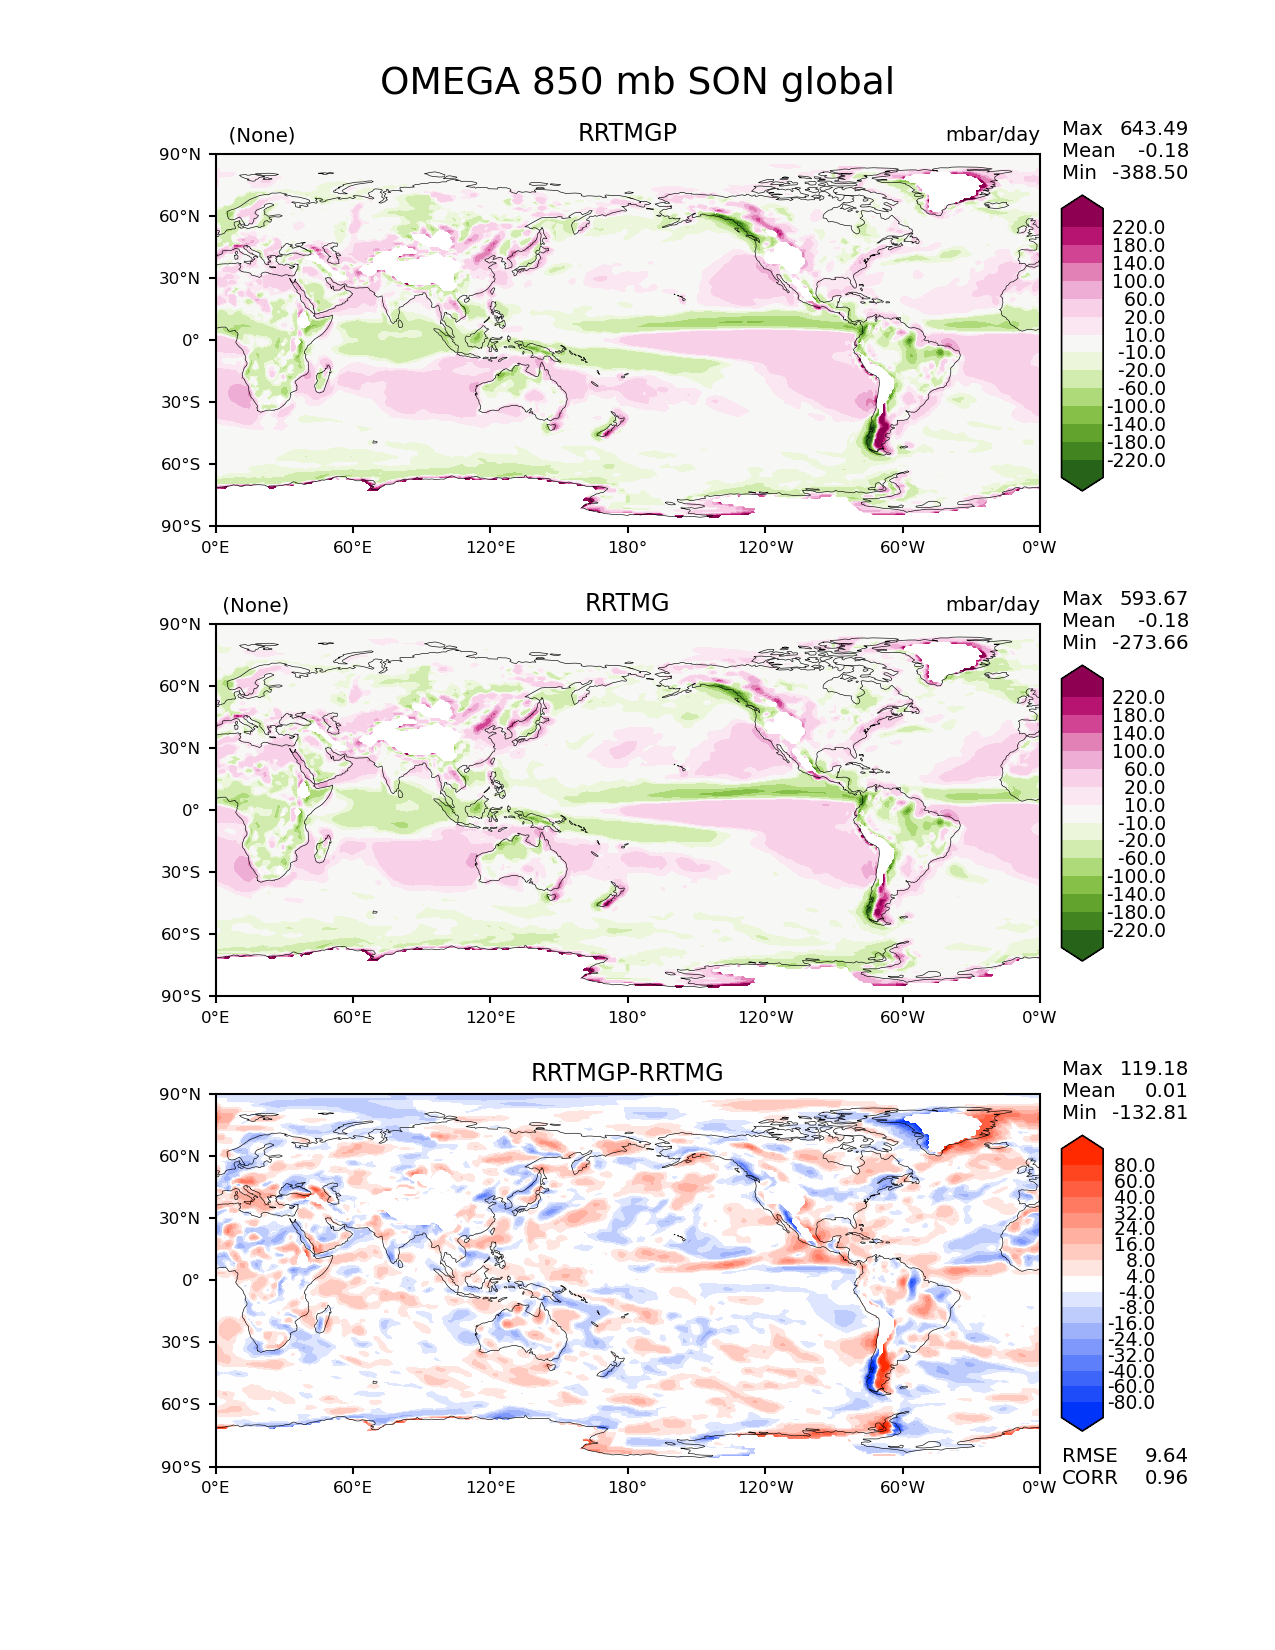 OMEGA 850 mb SON global
(None) RRTMGP mbar/day
Max 643.49
Mean -0.18
Min -388.50
90°N
60°N
30°N
0°
30°S
60°S
90°S
0°E 60°E 120°E 180° 120°W 60°W 0°W
220.0
180.0
140.0
100.0
60.0
20.0
10.0
-10.0
-20.0
-60.0
-100.0
-140.0
-180.0
-220.0
(None) RRTMG mbar/day
Max 593.67
Mean -0.18
Min -273.66
90°N
60°N
30°N
0°
30°S
60°S
90°S
0°E 60°E 120°E 180° 120°W 60°W 0°W
220.0
180.0
140.0
100.0
60.0
20.0
10.0
-10.0
-20.0
-60.0
-100.0
-140.0
-180.0
-220.0
RRTMGP-RRTMG
Max 119.18
Mean 0.01
Min -132.81
90°N
60°N
30°N
0°
30°S
60°S
90°S
0°E 60°E 120°E 180° 120°W 60°W 0°W
80.0
60.0
40.0
32.0
24.0
16.0
8.0
4.0
-4.0
-8.0
-16.0
-24.0
-32.0
-40.0
-60.0
-80.0
RMSE 9.64
CORR 0.96